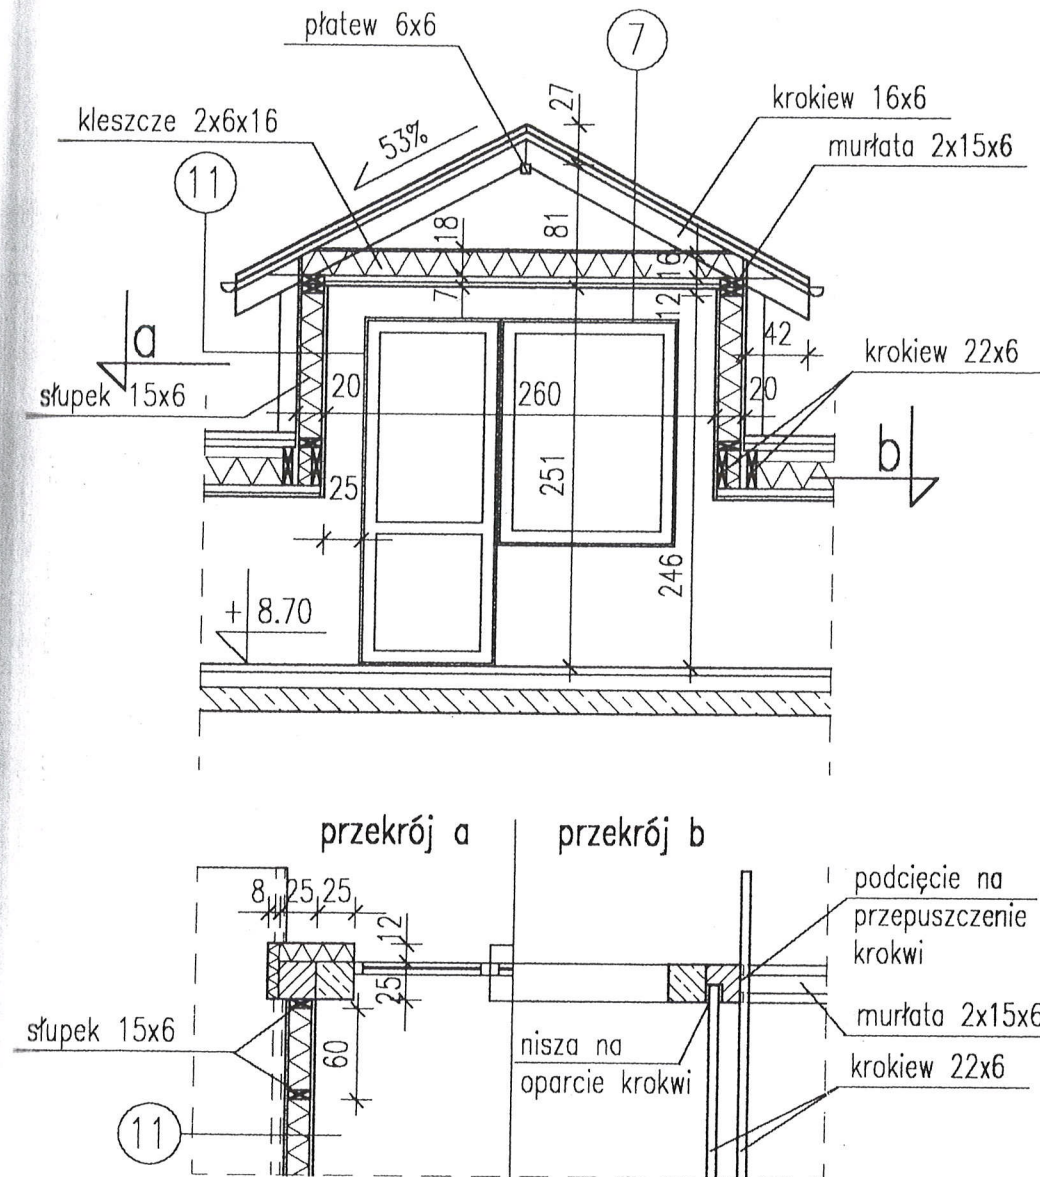 płatew 6x6
7
27
krokiew 16x6
kleszcze 2x6x16
53%
murłata 2x15x6
11
18
81
16
7
12
a
42
krokiew 22x6
słupek 15x6
20
260
20
b
25
251
246
+ 8.70
przekrój a
przekrój b
8
25
25
12
podcięcie na
przepuszczenie
krokwi
25
słupek 15x6
60
nisza na
oparcie krokwi
murłata 2x15x6
krokiew 22x6
11